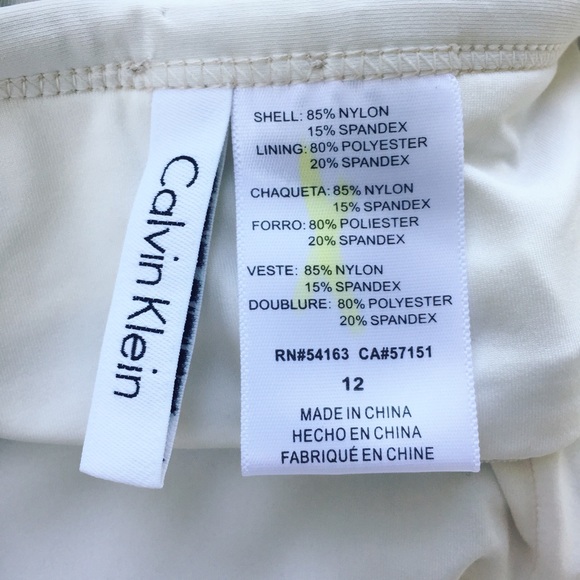 Calvin Klein
SHELL: 85% NYLON
15% SPANDEX
LINING: 80% POLYESTER
20% SPANDEX
CHAQUETA: 85% NYLON
15% SPANDEX
FORRO: 80% POLIESTER
20% SPANDEX
VESTE: 85% NYLON
15% SPANDEX
DOUBLURE: 80% POLYESTER
20% SPANDEX
RN#54163 CA#57151
12
MADE IN CHINA
HECHO EN CHINA
FABRIQUÉ EN CHINE